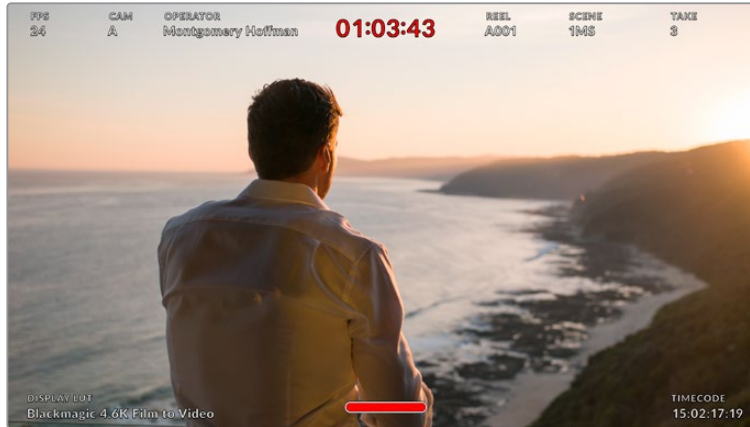 FPS
24
CAM
A
OPERATOR
Montgomery Hoffman
01:03:43
REEL
A001
SCENE
1MS
TAKE
3
DISPLAY LUT
Blackmagic 4.6K Film to Video
TIMECODE
15:02:17:19